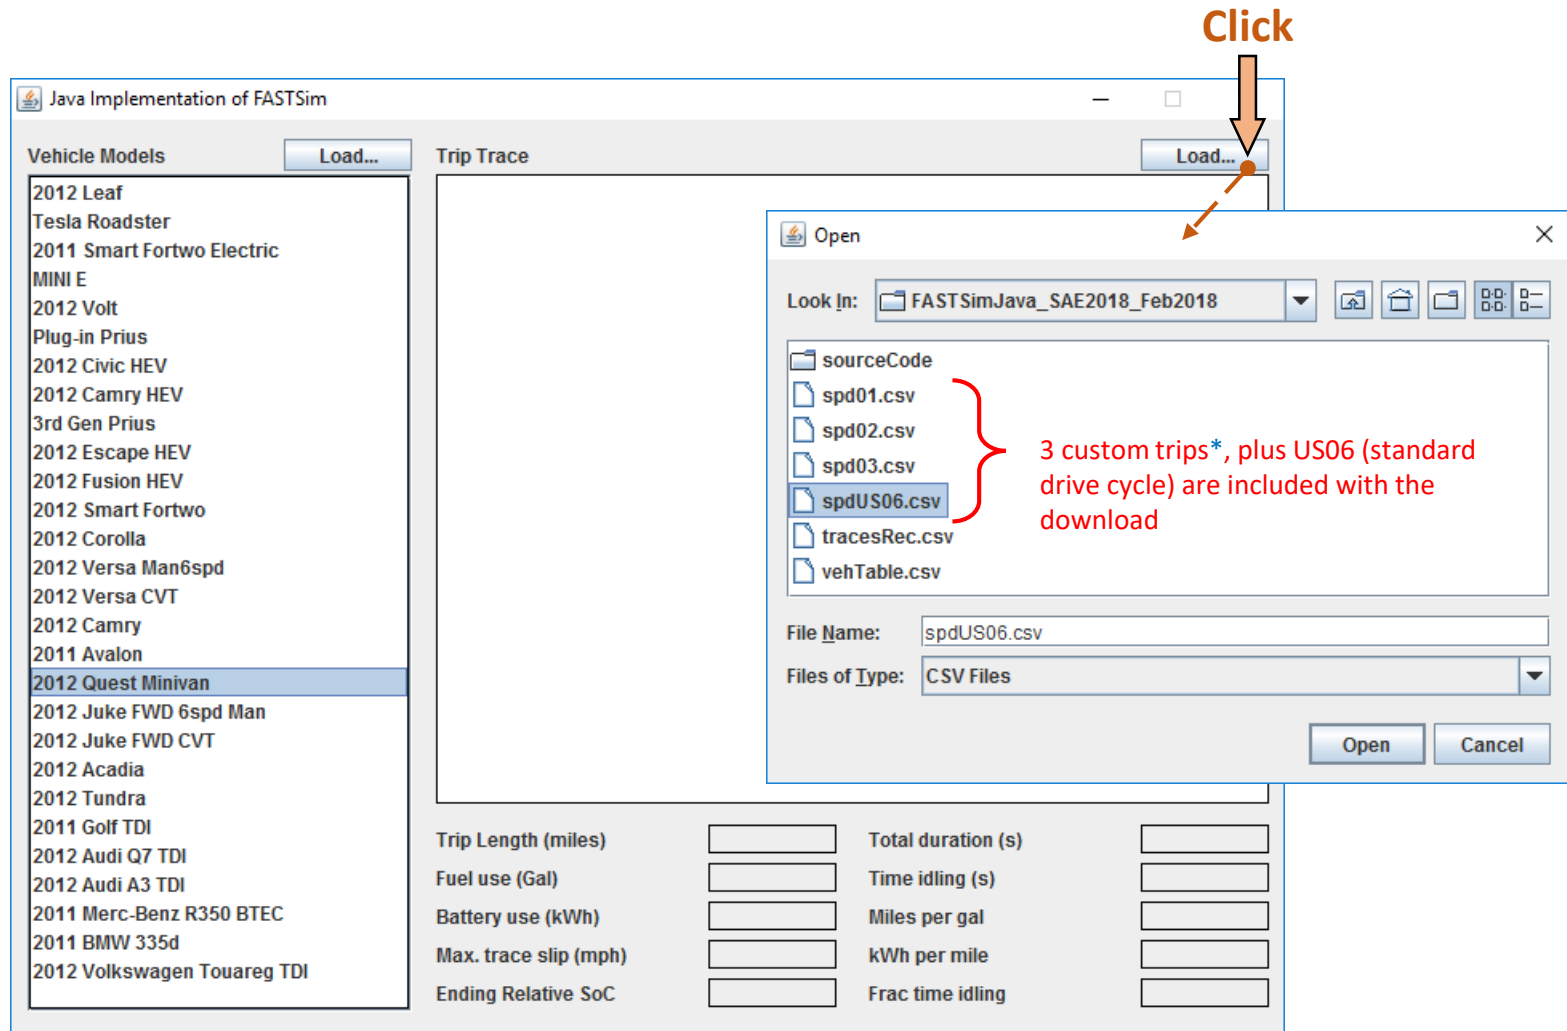 Click
Java Implementation of FASTSim
Vehicle Models
Load...
Trip Trace
Load...
2012 Leaf
Tesla Roadster
2011 Smart Fortwo Electric
MINI E
2012 Volt
Plug-in Prius
2012 Civic HEV
2012 Camry HEV
3rd Gen Prius
2012 Escape HEV
2012 Fusion HEV
2012 Smart Fortwo
2012 Corolla
2012 Versa Man6spd
2012 Versa CVT
2012 Camry
2011 Avalon
2012 Quest Minivan
2012 Juke FWD 6spd Man
2012 Juke FWD CVT
2012 Acadia
2012 Tundra
2011 Golf TDI
2012 Audi Q7 TDI
2012 Audi A3 TDI
2011 Merc-Benz R350 BTEC
2011 BMW 335d
2012 Volkswagen Touareg TDI
Open
Look In:
FASTSimJava_SAE2018_Feb2018
sourceCode
spd01.csv
spd02.csv
spd03.csv
spdUS06.csv
tracesRec.csv
vehTable.csv
3 custom trips*, plus US06 (standard
drive cycle) are included with the
download
File Name:
spdUS06.csv
Files of Type:
CSV Files
Open
Cancel
Trip Length (miles)
Total duration (s)
Fuel use (Gal)
Time idling (s)
Battery use (kWh)
Miles per gal
Max. trace slip (mph)
kWh per mile
Ending Relative SoC
Frac time idling